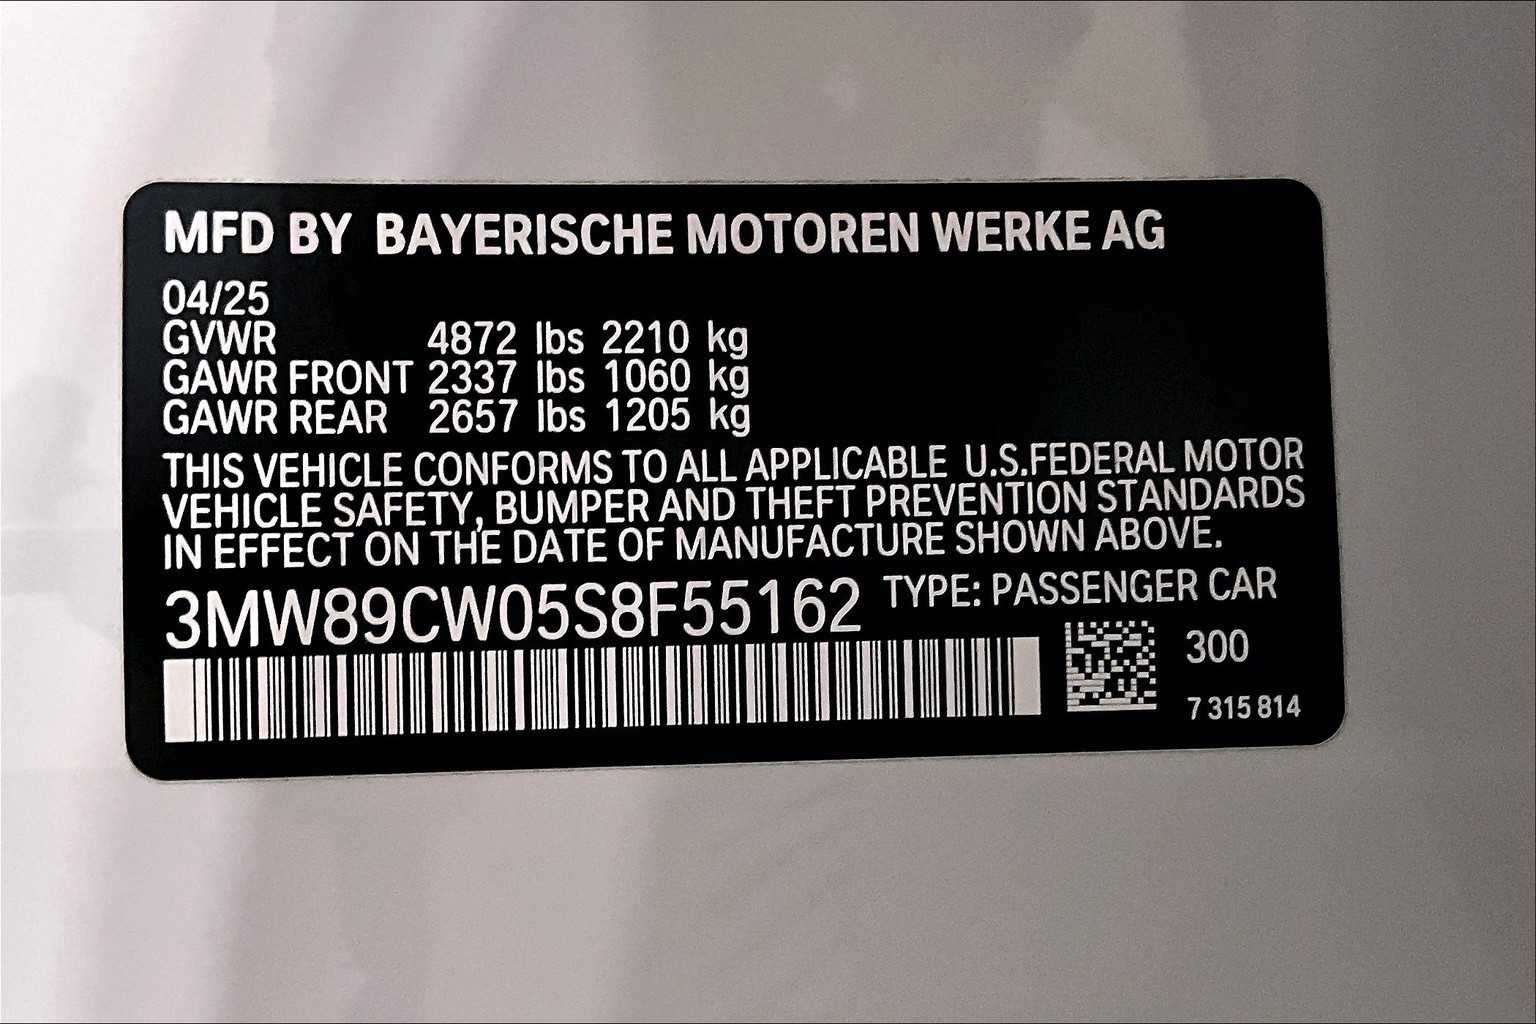 MFD BY BAYERISCHE MOTOREN WERKE AG
04/25
GVWR 4872 lbs 2210 kg
GAWR FRONT 2337 lbs 1060 kg
GAWR REAR 2657 lbs 1205 kg
THIS VEHICLE CONFORMS TO ALL APPLICABLE U.S.FEDERAL MOTOR
VEHICLE SAFETY, BUMPER AND THEFT PREVENTION STANDARDS
IN EFFECT ON THE DATE OF MANUFACTURE SHOWN ABOVE.
3MW89CW05S8F55162 TYPE: PASSENGER CAR
300
7 315 814